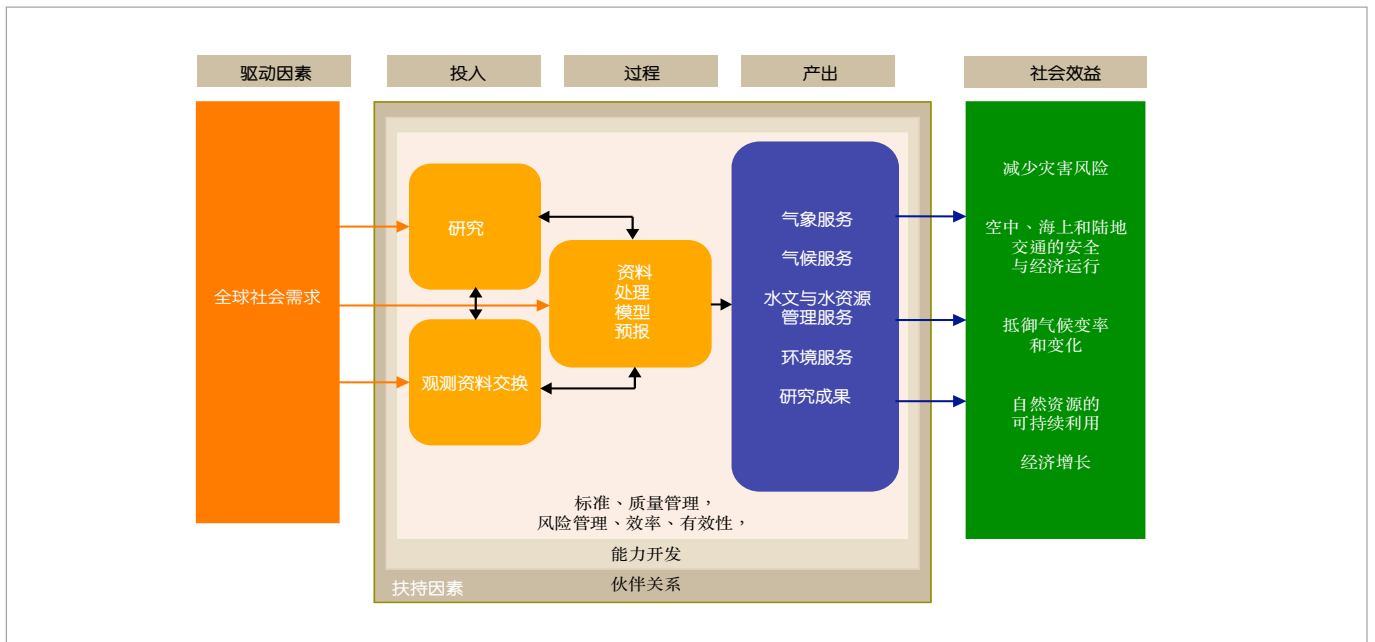 驱动因素
投入
过程
产出
社会效益
全球社会需求
研究
观测资料交换
资料
处理
模型
预报
气象服务
气候服务
水文与水资源
管理服务
环境服务
研究成果
减少灾害风险
空中、海上和陆地
交通的安全
与经济运行
抵御气候变率
和变化
自然资源的
可持续利用
经济增长
标准、质量管理，
风险管理、效率、有效性，
能力开发
伙伴关系
扶持因素